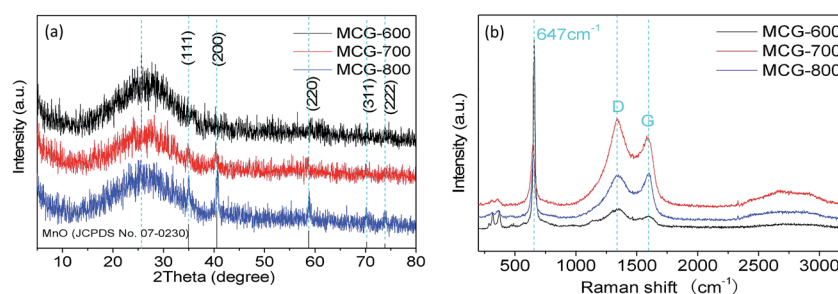 (a)
MCG-600
MCG-700
MCG-800
(111)
(200)
(220)
(311)
(222)
Intensity (a.u.)
MnO (JCPDS No. 07-0230)
10 20 30 40 50 60 70 80
2Theta (degree)
(b)
647cm-1
MCG-600
MCG-700
MCG-800
D
G
Intensity (a.u.)
500 1000 1500 2000 2500 3000
Raman shift （cm-1）